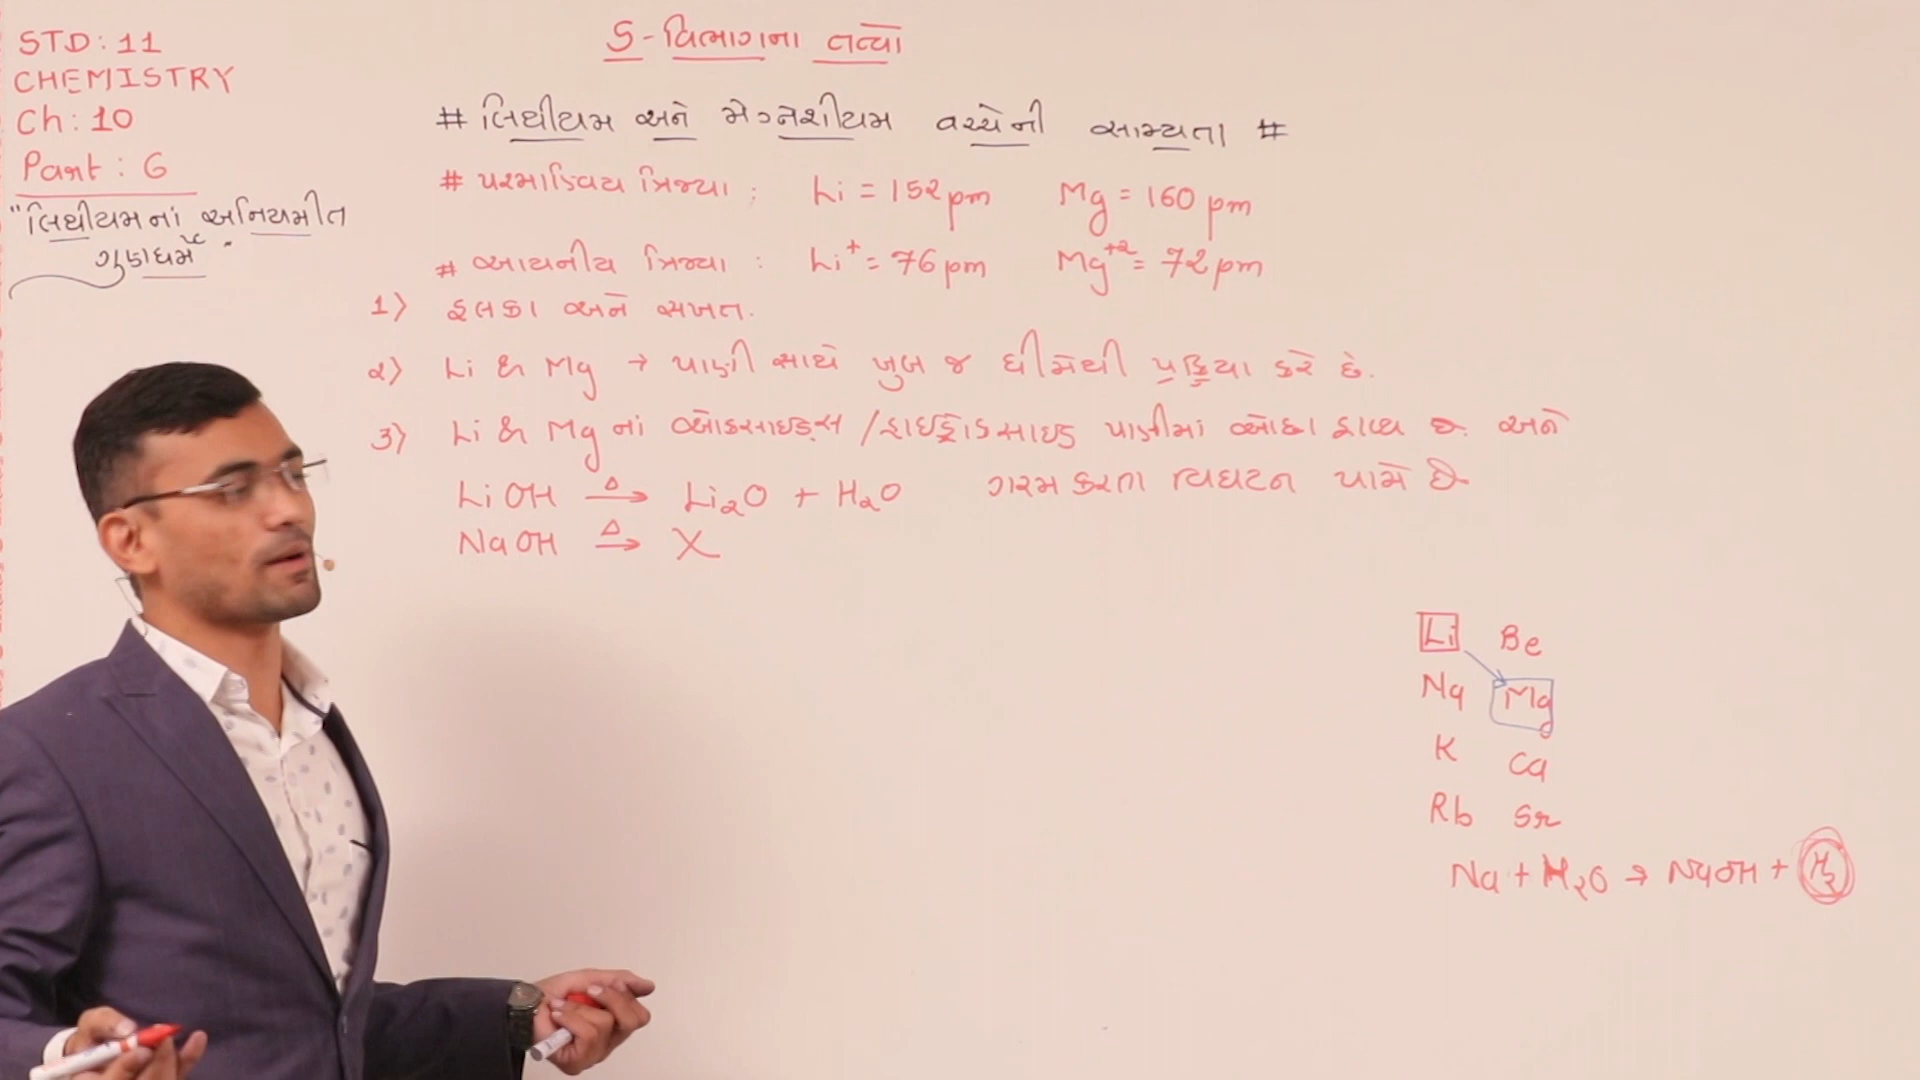 STD: 11
CHEMISTRY
Ch: 10
Part: 6
"લિથીયમનાં અનિયમીત
ગુણધર્મ"
S-વિભાગના તત્વો
# લિથીયમ અને મેગ્નેશીયમ વચ્ચેની સામ્યતા #
# પરમાણ્વિય ત્રિજ્યા ; Li = 152 pm Mg = 160 pm
# આયનીય ત્રિજ્યા : Li⁺ = 76 pm Mg⁺² = 72 pm
1) હલકા અને સખત.
2) Li & Mg → પાણી સાથે ખુબ જ ધીમેથી પ્રક્રિયા કરે છે.
3) Li & Mg નાં ઓકસાઇડ્સ / હાઇડ્રોકસાઇડ પાણીમાં ઓછા દ્રાવ્ય છે. અને
ગરમ કરતા વિઘટન પામે છે
LiOH —Δ→ Li₂O + H₂O
NaOH —Δ→ X
Li Be
Na Mg
K Ca
Rb Sr
Na + H₂O → NaOH + H₂